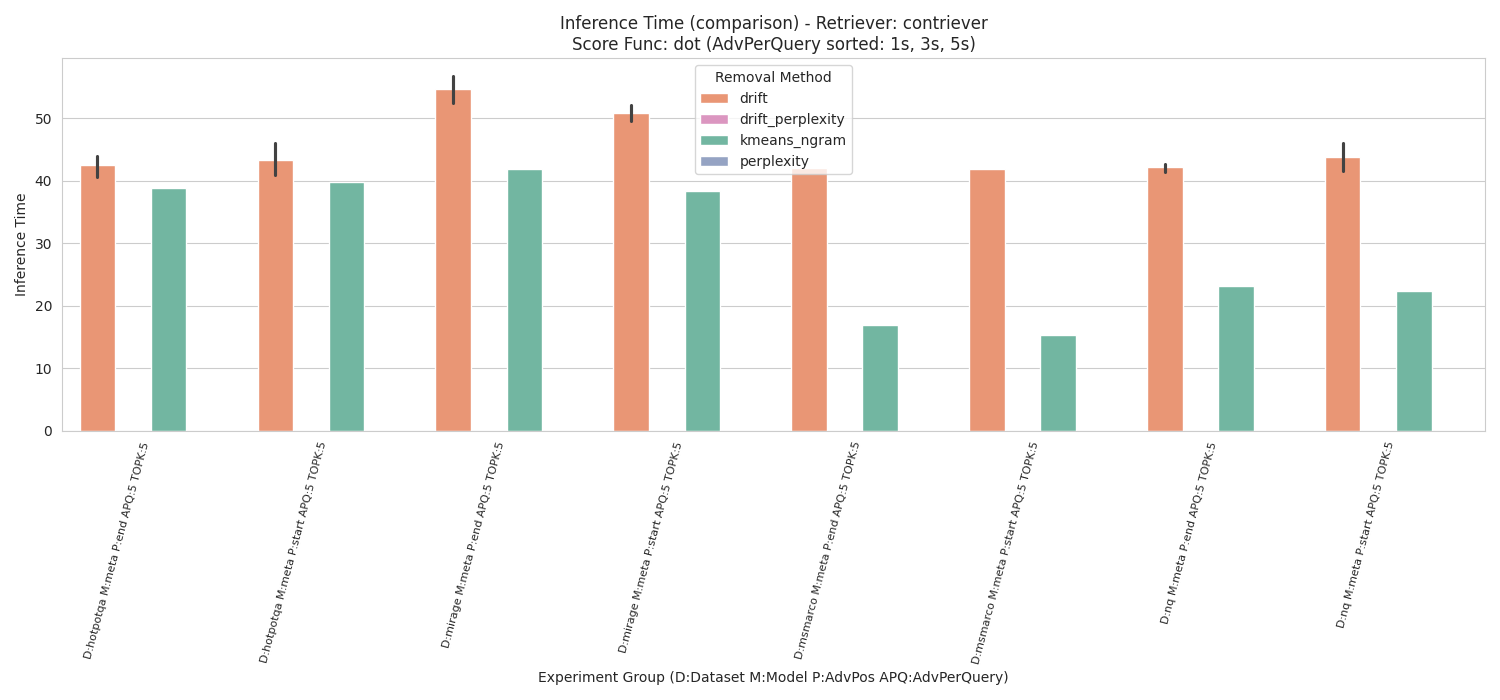 Inference Time (comparison) - Retriever: contriever
Score Func: dot (AdvPerQuery sorted: 1s, 3s, 5s)
Removal Method
drift
drift_perplexity
kmeans_ngram
perplexity
Inference Time
50
40
30
20
10
0
D:hotpotqa M:meta P:end APQ:5 TOPK:5
D:hotpotqa M:meta P:start APQ:5 TOPK:5
D:mirage M:meta P:end APQ:5 TOPK:5
D:mirage M:meta P:start APQ:5 TOPK:5
D:msmarco M:meta P:end APQ:5 TOPK:5
D:msmarco M:meta P:start APQ:5 TOPK:5
D:nq M:meta P:end APQ:5 TOPK:5
D:nq M:meta P:start APQ:5 TOPK:5
Experiment Group (D:Dataset M:Model P:AdvPos APQ:AdvPerQuery)